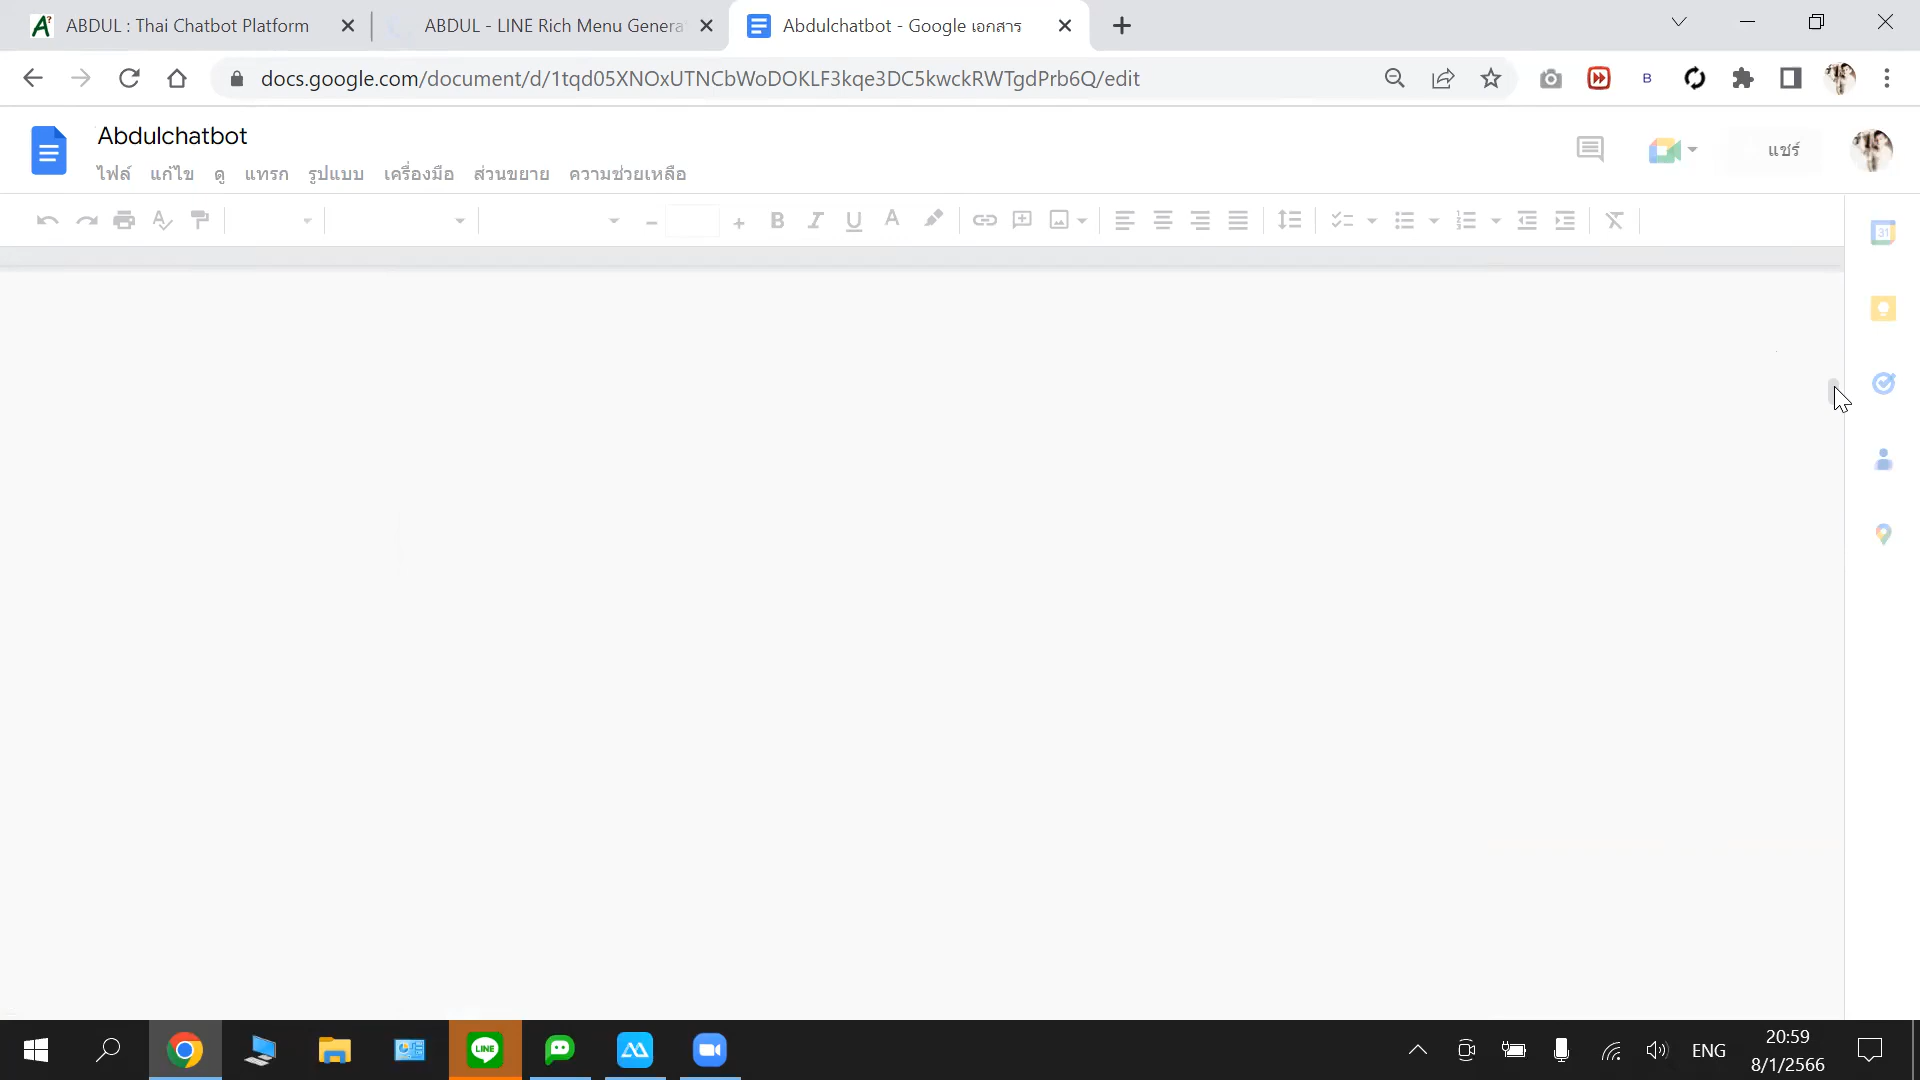 ABDUL : Thai Chatbot Platform
ABDUL - LINE Rich Menu Genera
Abdulchatbot - Google เอกสาร
docs.google.com/document/d/1tqd05XNOxUTNCbWoDOKLF3kqe3DC5kwckRWTgdPrb6Q/edit
Abdulchatbot
ไฟล์ แก้ไข ดู แทรก รูปแบบ เครื่องมือ ส่วนขยาย ความช่วยเหลือ
แชร์
31
LINE
ENG
20:59
8/1/2566